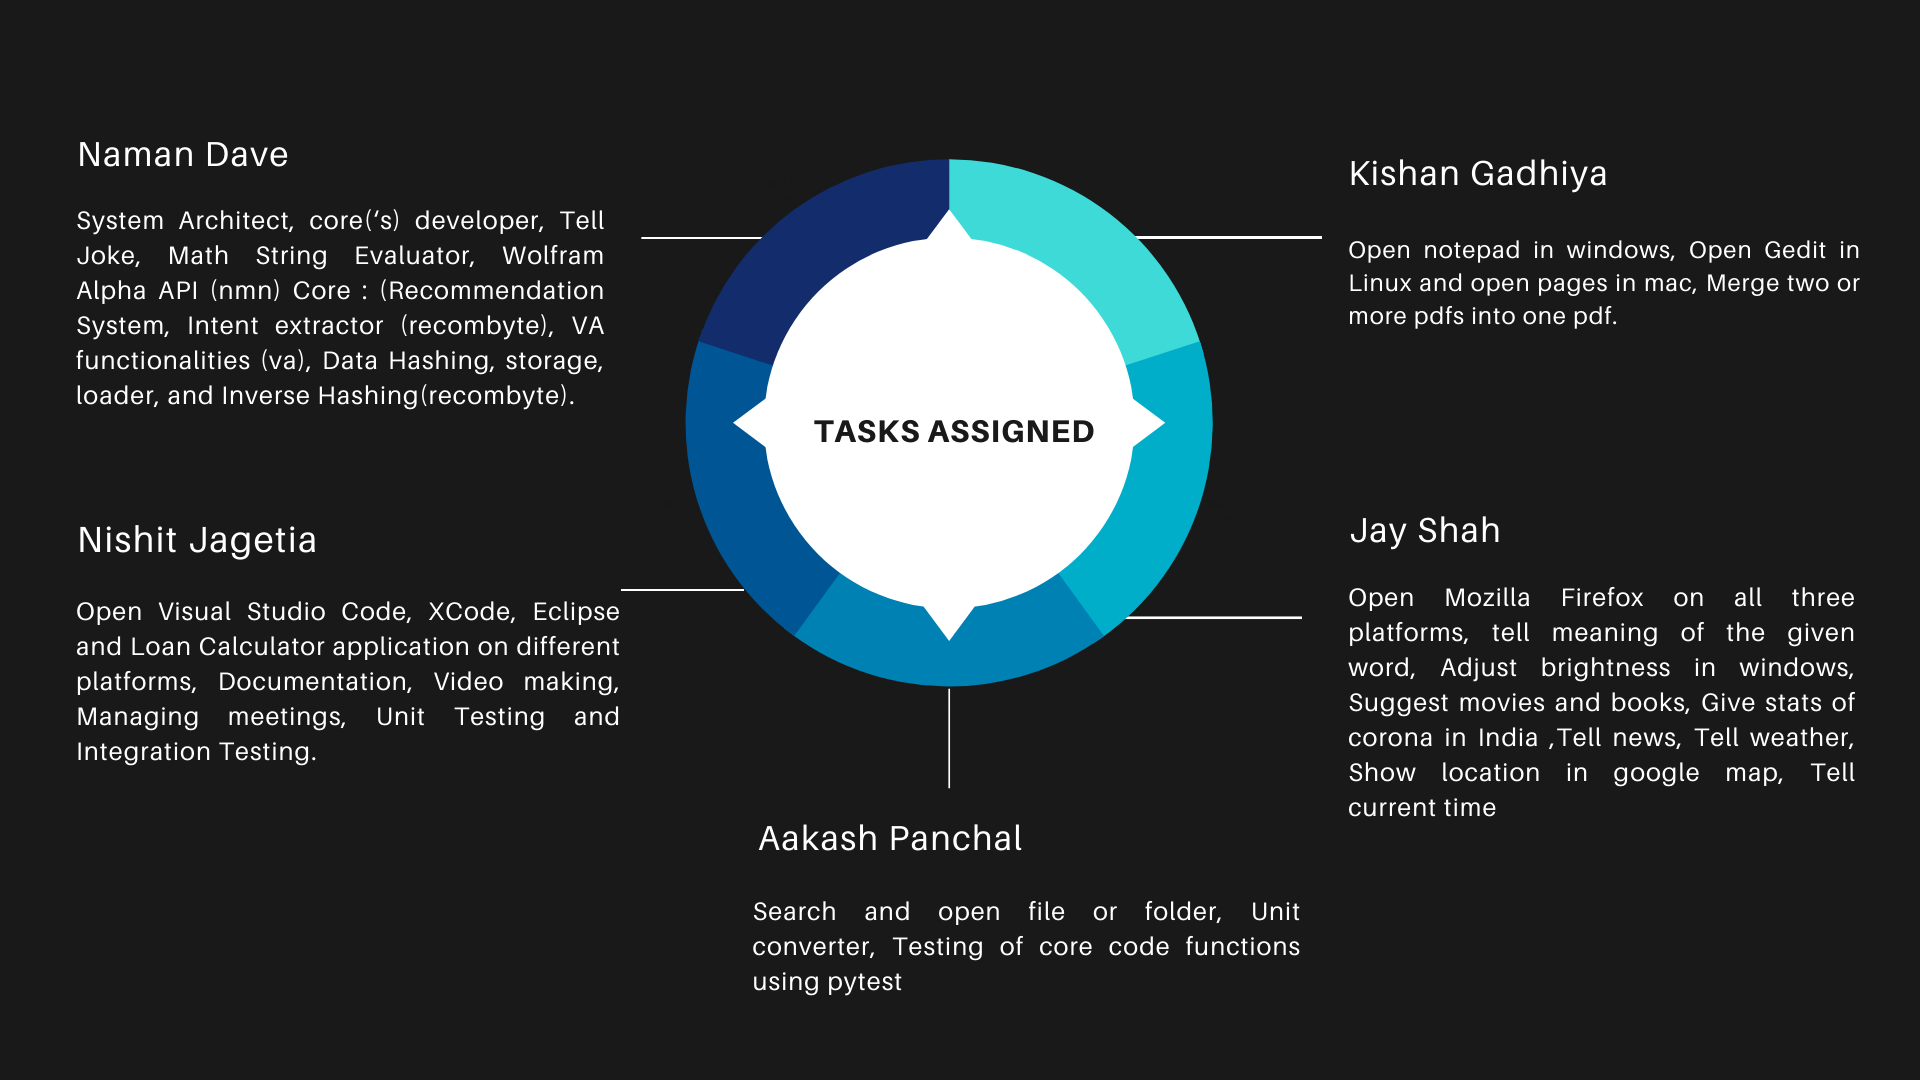 Naman Dave
System Architect, core(‘s) developer, Tell
Joke, Math String Evaluator, Wolfram
Alpha API (nmn) Core : (Recommendation
System, Intent extractor (recombyte), VA
functionalities (va), Data Hashing, storage,
loader, and Inverse Hashing(recombyte).
Kishan Gadhiya
Open notepad in windows, Open Gedit in
Linux and open pages in mac, Merge two or
more pdfs into one pdf.
TASKS ASSIGNED
Nishit Jagetia
Open Visual Studio Code, XCode, Eclipse
and Loan Calculator application on different
platforms, Documentation, Video making,
Managing meetings, Unit Testing and
Integration Testing.
Jay Shah
Open Mozilla Firefox on all three
platforms, tell meaning of the given
word, Adjust brightness in windows,
Suggest movies and books, Give stats of
corona in India ,Tell news, Tell weather,
Show location in google map, Tell
current time
Aakash Panchal
Search and open file or folder, Unit
converter, Testing of core code functions
using pytest